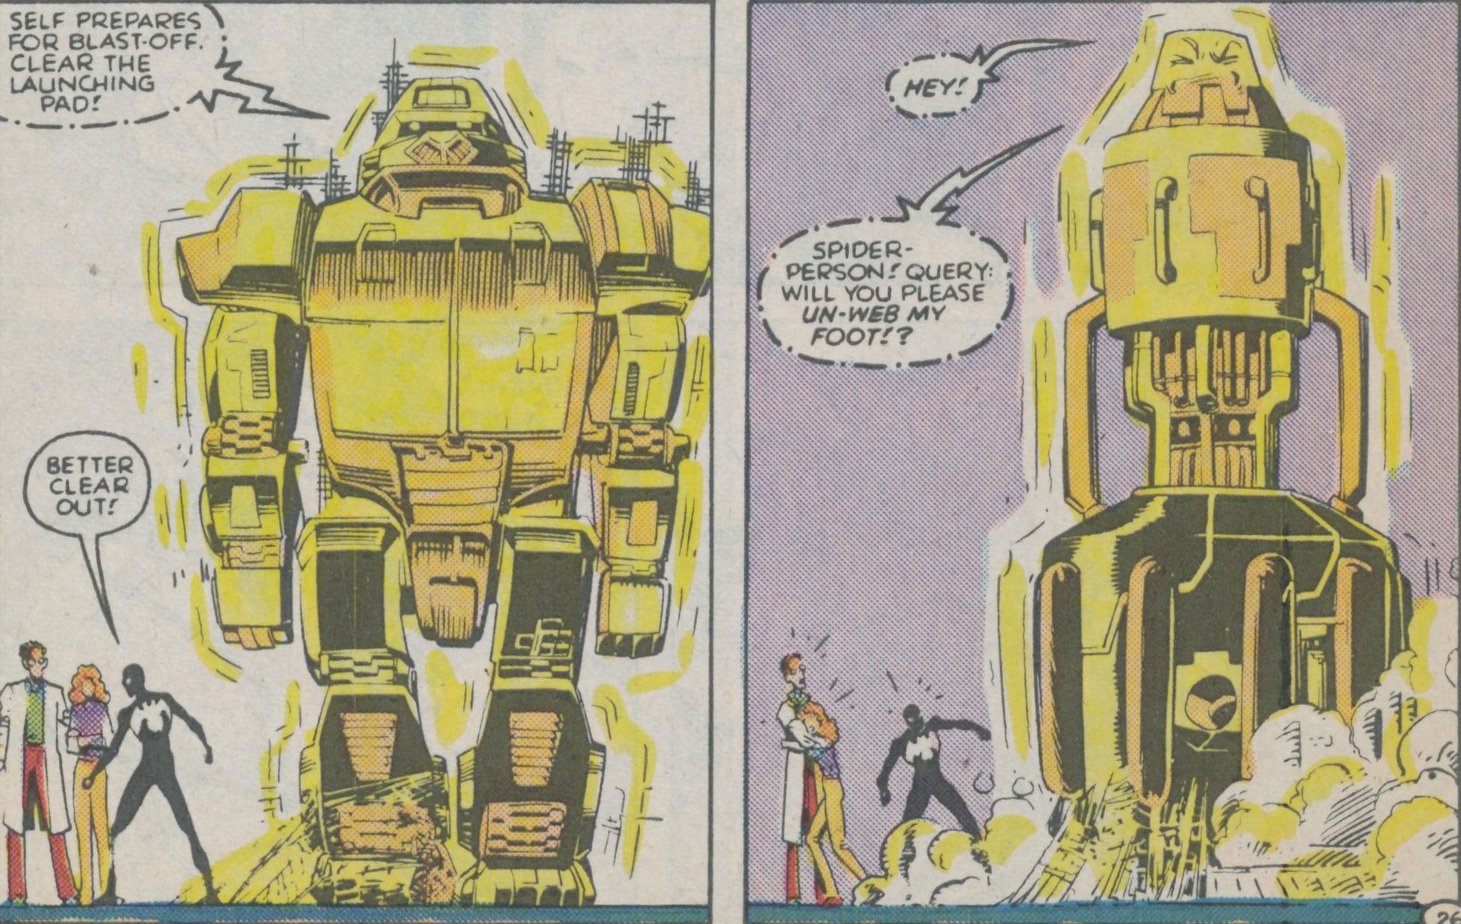 SELF PREPARES
FOR BLAST-OFF.
CLEAR THE
LAUNCHING
PAD!
BETTER
CLEAR
OUT!
HEY!
SPIDER-
PERSON! QUERY:
WILL YOU PLEASE
UN-WEB MY
FOOT!?
26